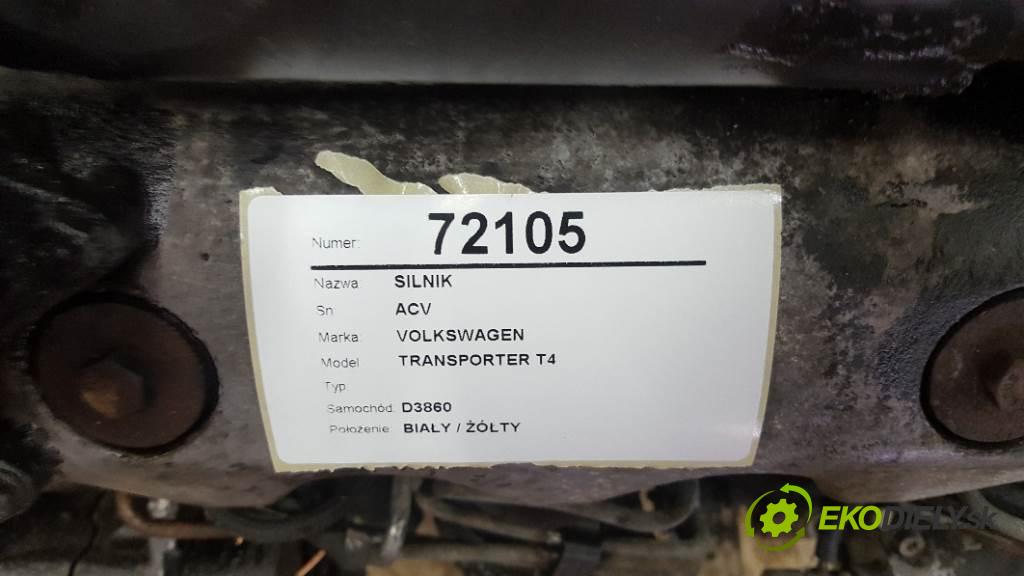 Numer: 72105
Nazwa SILNIK
Sn ACV
Marka: VOLKSWAGEN
Model TRANSPORTER T4
Typ
Samochód: D3860
Położenie: BIAŁY / ŻÓŁTY
EKODIELY.sk